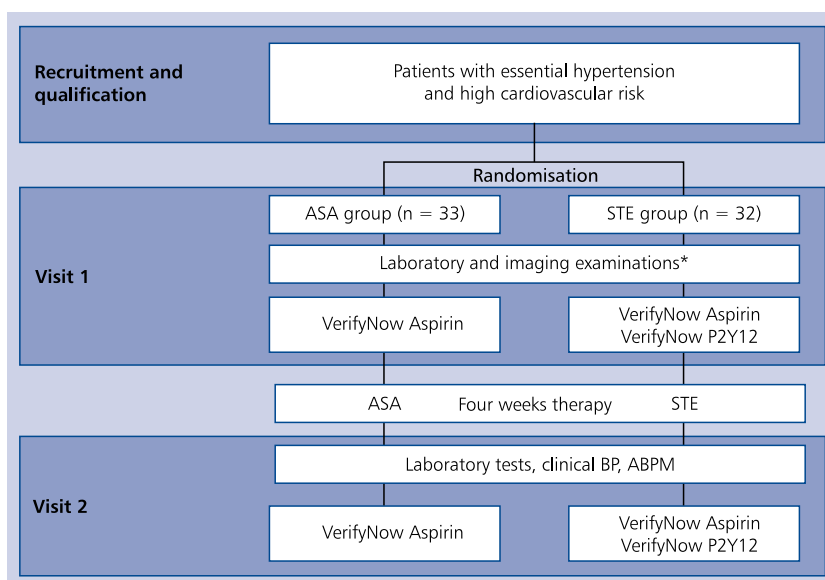 Recruitment and
qualification
Patients with essential hypertension
and high cardiovascular risk
Randomisation
ASA group (n = 33)
STE group (n = 32)
Visit 1
Laboratory and imaging examinations*
VerifyNow Aspirin
VerifyNow Aspirin
VerifyNow P2Y12
ASA Four weeks therapy STE
Visit 2
Laboratory tests, clinical BP, ABPM
VerifyNow Aspirin
VerifyNow Aspirin
VerifyNow P2Y12